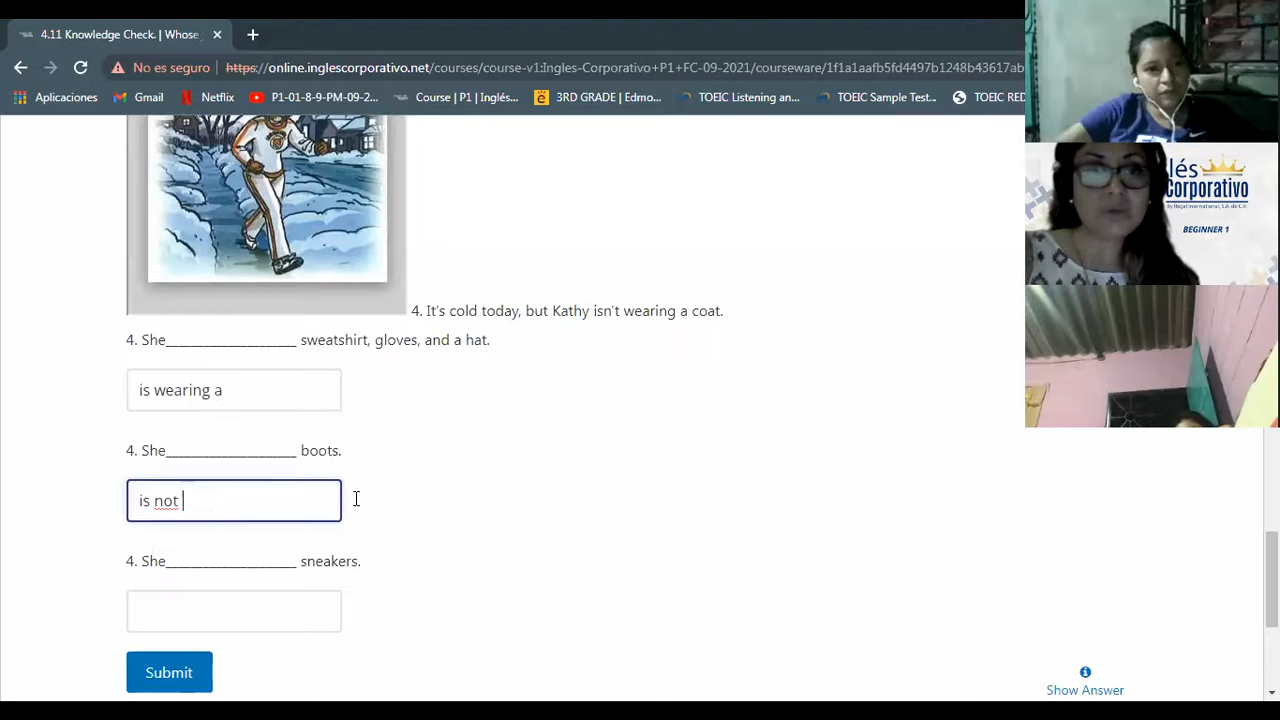 4.11 Knowledge Check. | Whose
No es seguro | https://online.inglescorporativo.net/courses/course-v1:Ingles-Corporativo+P1+FC-09-2021/courseware/1f1a1aafb5fd4497b1248b43617ab
Aplicaciones Gmail Netflix P1-01-8-9-PM-09-2... Course | P1 | Inglés... 3RD GRADE | Edmo... TOEIC Listening an... TOEIC Sample Test... TOEIC RED
lés
Corporativo
BEGINNER 1
4. It's cold today, but Kathy isn't wearing a coat.
4. She____________________ sweatshirt, gloves, and a hat.
is wearing a
4. She____________________ boots.
is not
4. She____________________ sneakers.
Submit
Show Answer